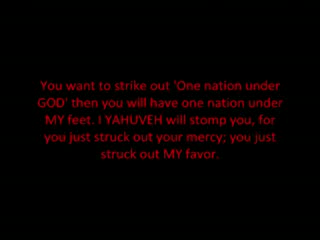 You want to strike out 'One nation under
GOD' then you will have one nation under
MY feet. I YAHUVEH will stomp you, for
you just struck out your mercy; you just
struck out MY favor.